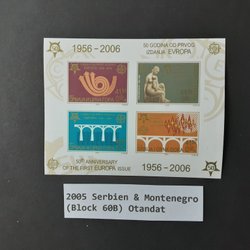 1956 - 2006
50 GODINA OD PRVOG
IZDANJA EVROPA
50TH ANNIVERSARY
OF THE FIRST EUROPA ISSUE
1956 - 2006
2005 Serbien & Montenegro
(Block 60B) Otandat